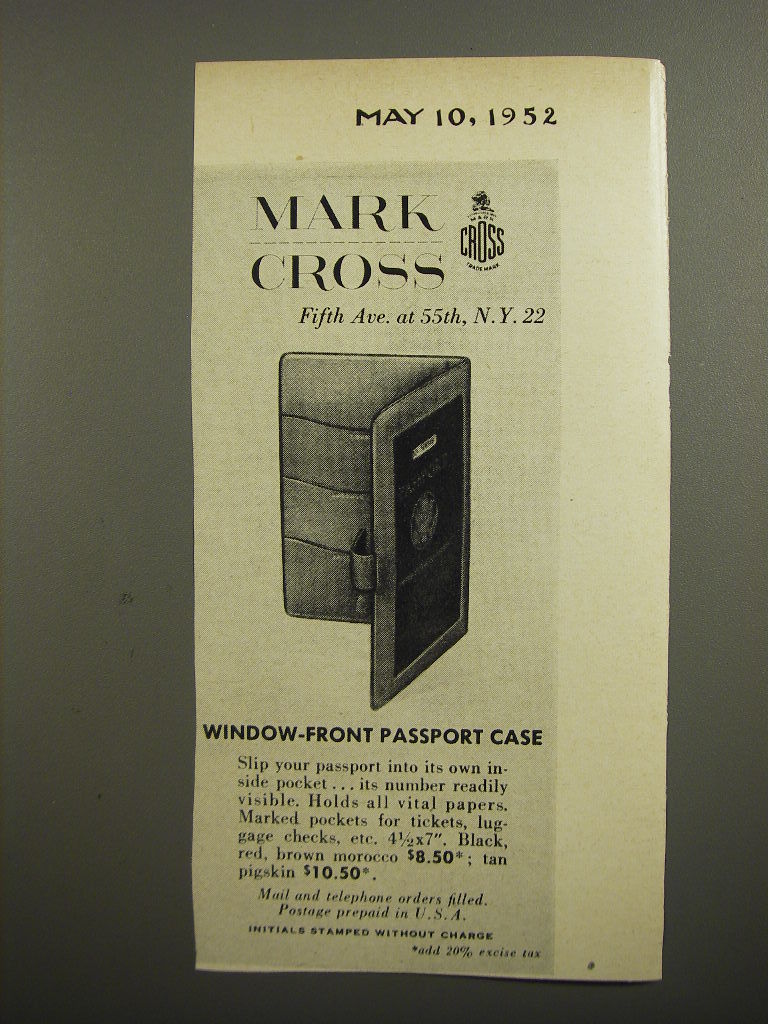 MAY 10, 1952
MARK
CROSS
MARK
CROSS
TRADE MARK
Fifth Ave. at 55th, N.Y. 22
PASSPORT
WINDOW-FRONT PASSPORT CASE
Slip your passport into its own in-
side pocket... its number readily
visible. Holds all vital papers.
Marked pockets for tickets, lug-
gage checks, etc. 4½x7". Black,
red, brown morocco $8.50*; tan
pigskin $10.50*.
Mail and telephone orders filled.
Postage prepaid in U.S.A.
INITIALS STAMPED WITHOUT CHARGE
*add 20% excise tax